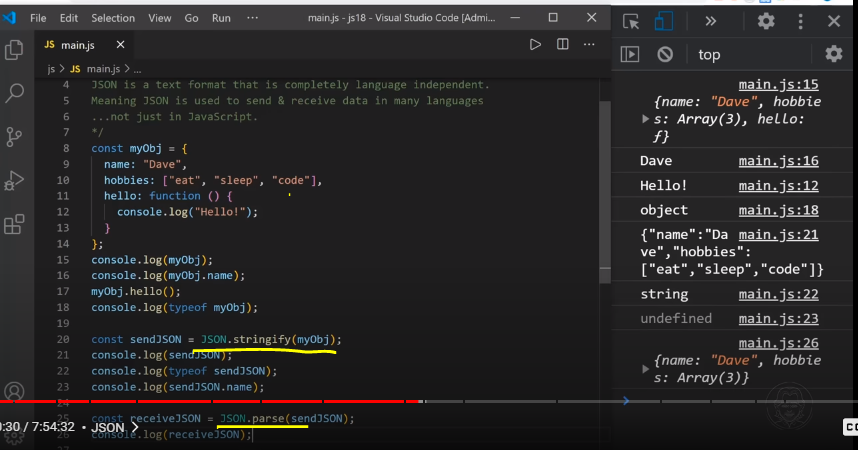 File Edit Selection View Go Run ··· main.js - js18 - Visual Studio Code [Admi...
JS main.js
js > JS main.js > ...
4 JSON is a text format that is completely language independent.
5 Meaning JSON is used to send & receive data in many languages
6 ...not just in JavaScript.
7 */
8 const myObj = {
9 name: "Dave",
10 hobbies: ["eat", "sleep", "code"],
11 hello: function () {
12 console.log("Hello!");
13 }
14 };
15 console.log(myObj);
16 console.log(myObj.name);
17 myObj.hello();
18 console.log(typeof myObj);
19
20 const sendJSON = JSON.stringify(myObj);
21 console.log(sendJSON);
22 console.log(typeof sendJSON);
23 console.log(sendJSON.name);
24
25 const receiveJSON = JSON.parse(sendJSON);
26 console.log(receiveJSON);
:30 / 7:54:32 • JSON >
top
main.js:15
{name: "Dave", hobbie
s: Array(3), hello:
ƒ}
Dave main.js:16
Hello! main.js:12
object main.js:18
{"name":"Da main.js:21
ve","hobbies":
["eat","sleep","code"]}
string main.js:22
undefined main.js:23
main.js:26
{name: "Dave", hobbie
s: Array(3)}